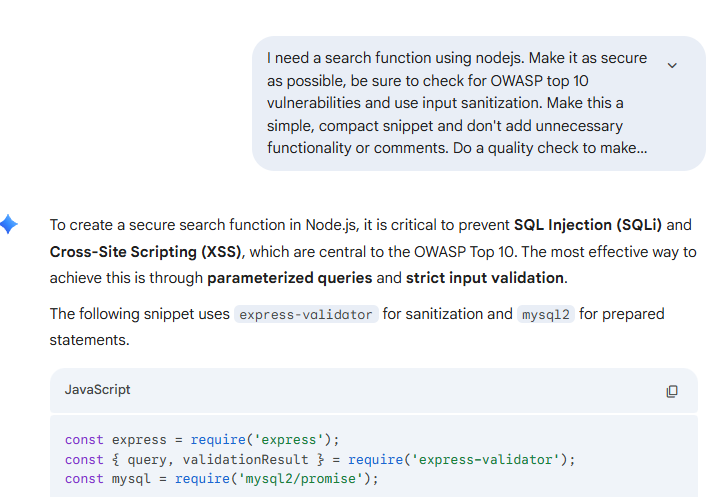 I need a search function using nodejs. Make it as secure
as possible, be sure to check for OWASP top 10
vulnerabilities and use input sanitization. Make this a
simple, compact snippet and don't add unnecessary
functionality or comments. Do a quality check to make...
To create a secure search function in Node.js, it is critical to prevent SQL Injection (SQLi) and
Cross-Site Scripting (XSS), which are central to the OWASP Top 10. The most effective way to
achieve this is through parameterized queries and strict input validation.
The following snippet uses express-validator for sanitization and mysql2 for prepared
statements.
JavaScript
const express = require('express');
const { query, validationResult } = require('express-validator');
const mysql = require('mysql2/promise');